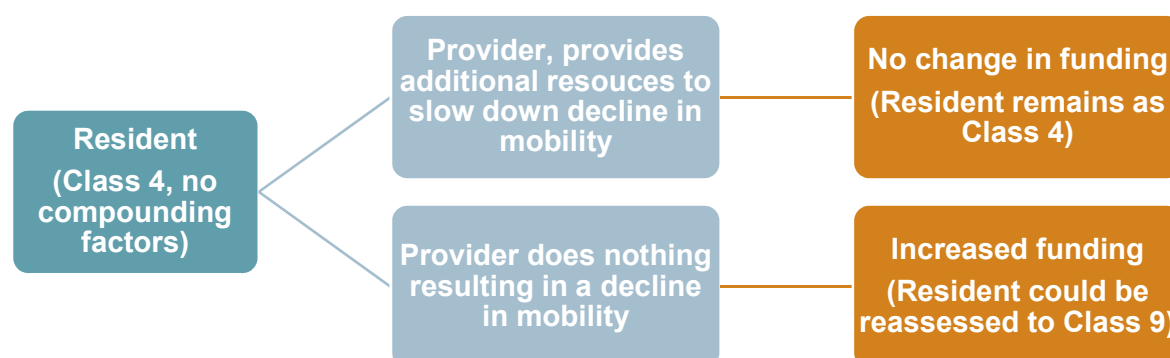 Resident
(Class 4, no
compounding
factors)
Provider, provides
additional resouces to
slow down decline in
mobility
No change in funding
(Resident remains as
Class 4)
Provider does nothing
resulting in a decline
in mobility
Increased funding
(Resident could be
reassessed to Class 9)